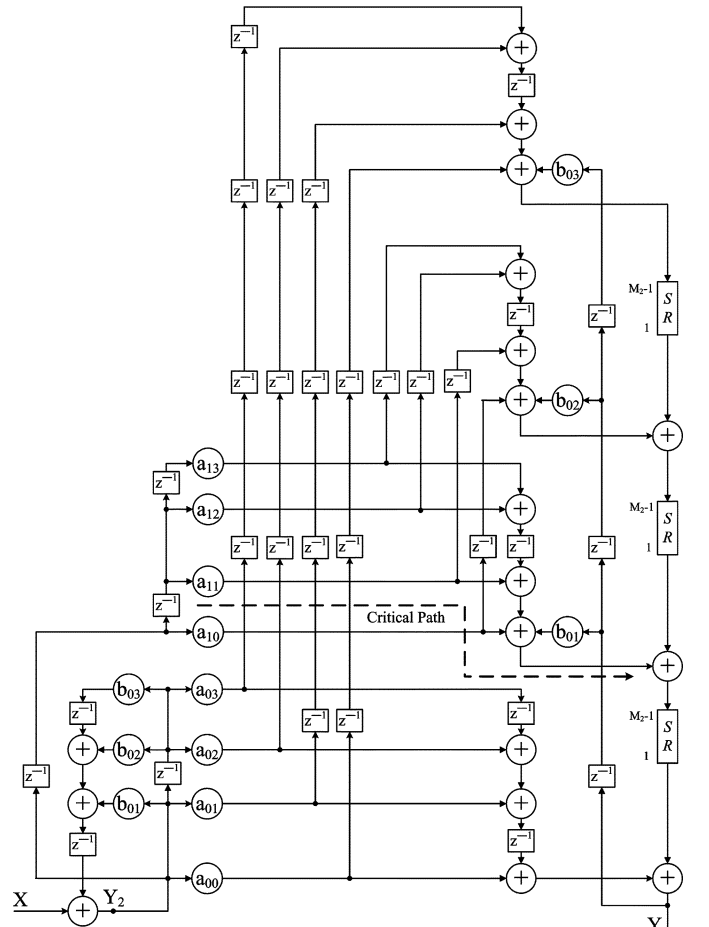 z⁻¹
z⁻¹
z⁻¹ z⁻¹ z⁻¹
b₀₃
M₂-1
S
R
1
z⁻¹ z⁻¹
z⁻¹ z⁻¹ z⁻¹ z⁻¹ z⁻¹
b₀₂
a₁₃
z⁻¹
a₁₂
M₂-1
S
R
1
z⁻¹ z⁻¹ z⁻¹ z⁻¹ z⁻¹ z⁻¹ z⁻¹
a₁₁
z⁻¹
Critical Path
a₁₀ b₀₁
b₀₃ a₀₃
z⁻¹ z⁻¹ z⁻¹ z⁻¹
M₂-1
S
R
1
b₀₂ a₀₂
z⁻¹ z⁻¹ z⁻¹
b₀₁ a₀₁
z⁻¹ z⁻¹
a₀₀
X Y₂
Y